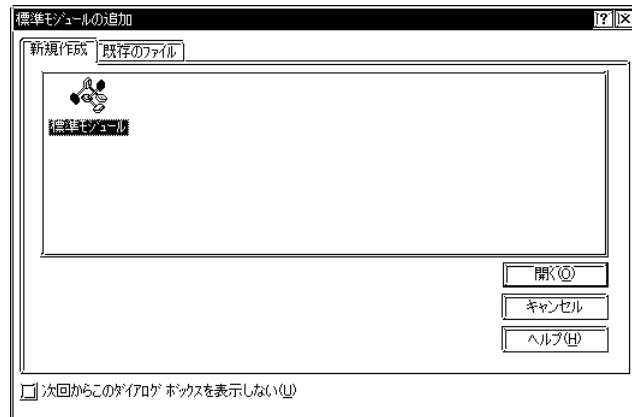 標準ﾓｼﾞｭｰﾙの追加
新規作成 既存のﾌｧｲﾙ
標準ﾓｼﾞｭｰﾙ
開く(O)
キャンセル
ヘルプ(H)
次回からこのﾀﾞｲｱﾛｸﾞ ﾎﾞｯｸｽを表示しない(U)